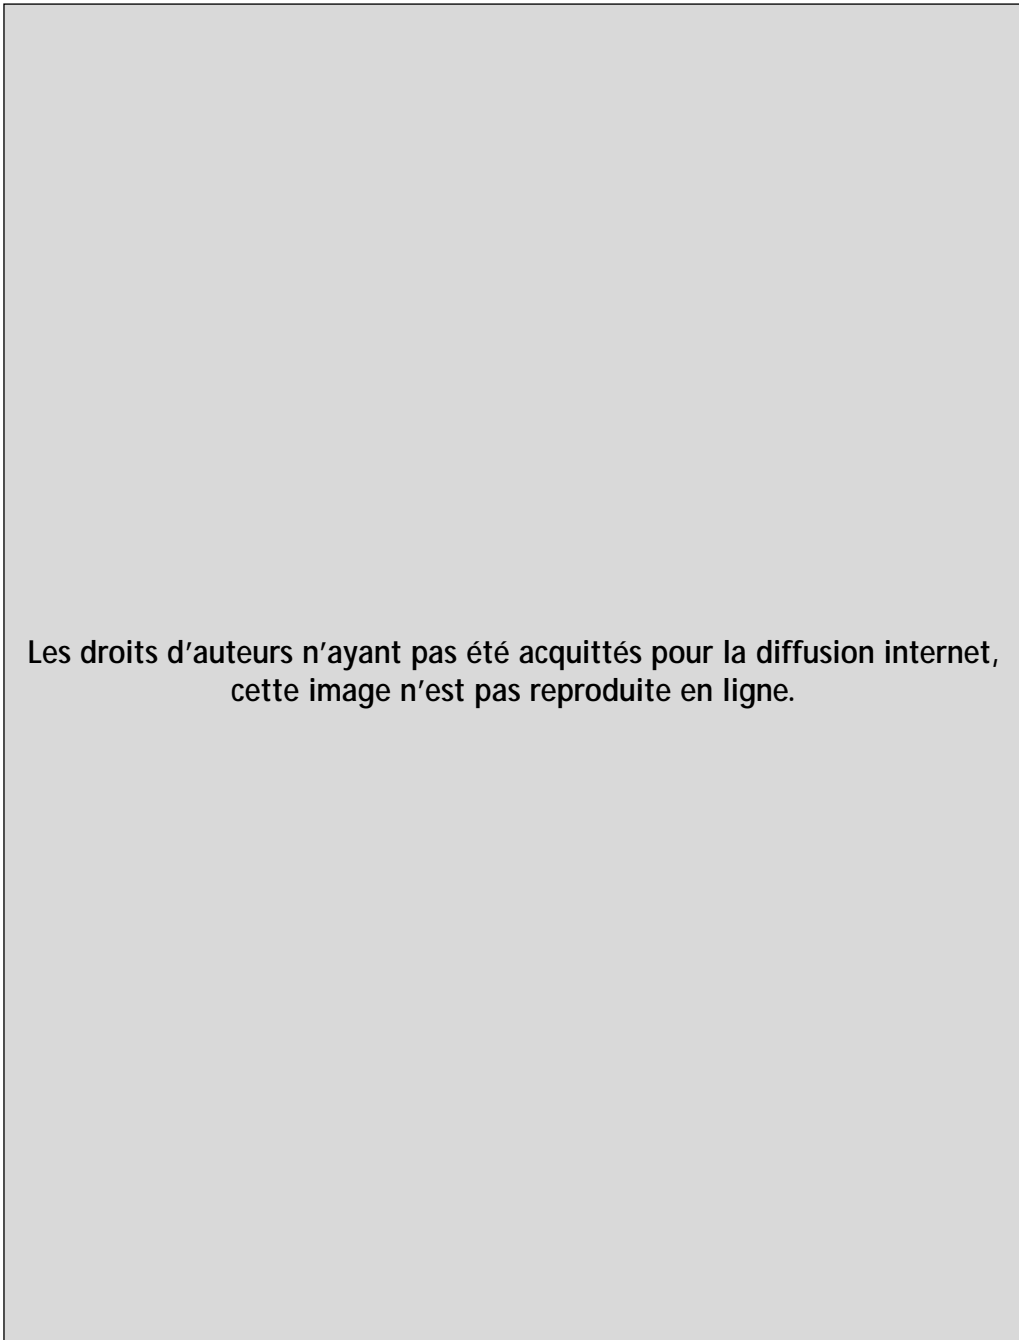 Les droits d’auteurs n’ayant pas été acquittés pour la diffusion internet,
cette image n’est pas reproduite en ligne.